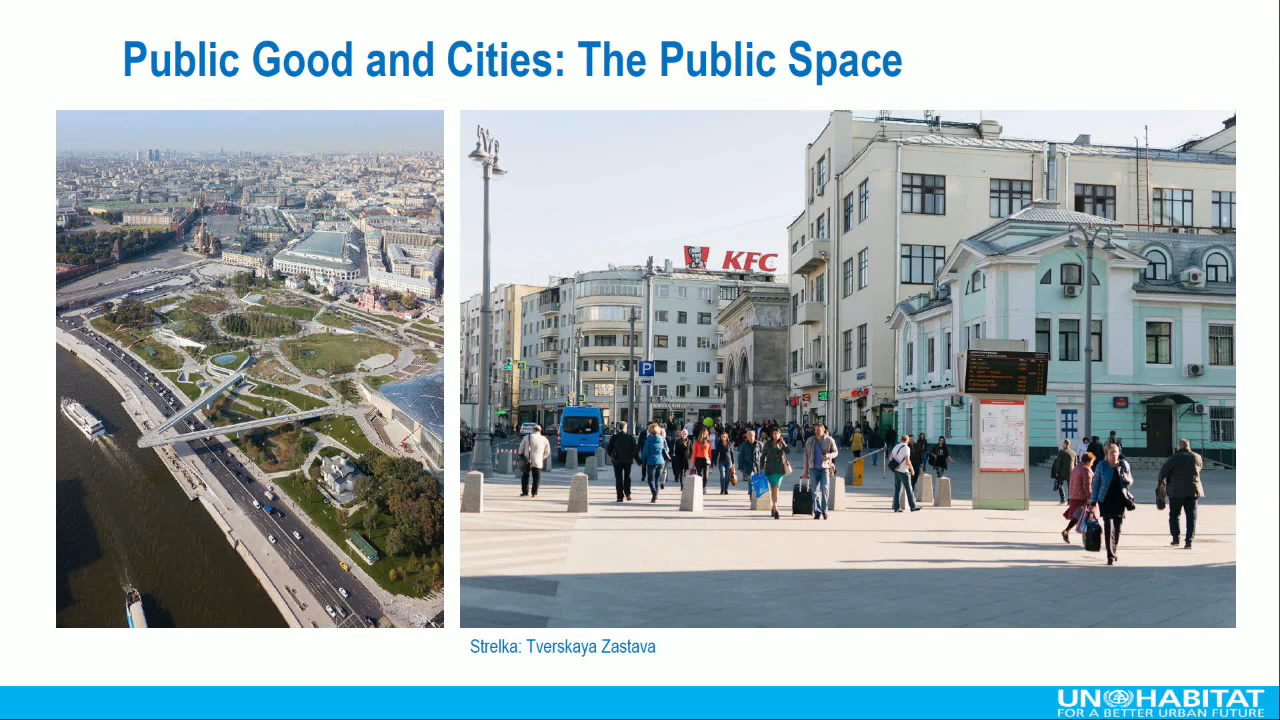 Public Good and Cities: The Public Space
KFC
P
Strelka: Tverskaya Zastava
UN HABITAT
FOR A BETTER URBAN FUTURE